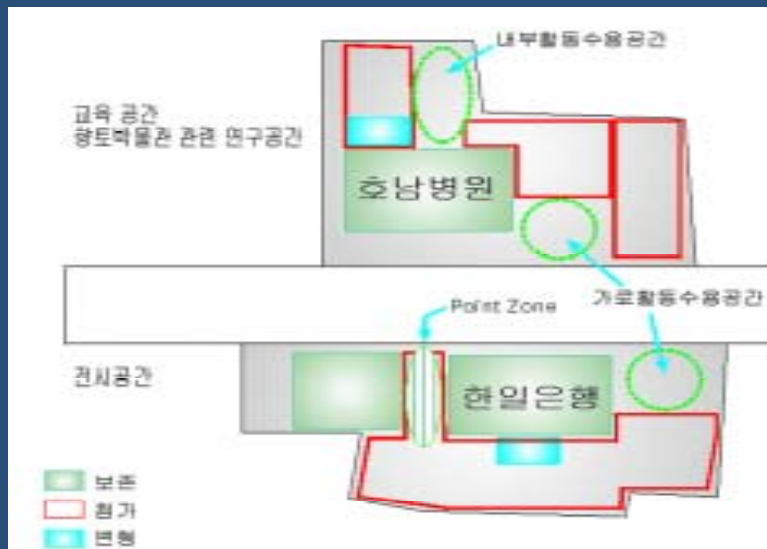 내부활동수용공간
교육 공간
향토박물관 관련 연구공간
호남병원
Point Zone
가로활동수용공간
전시공간
한일은행
보존
첨가
변형